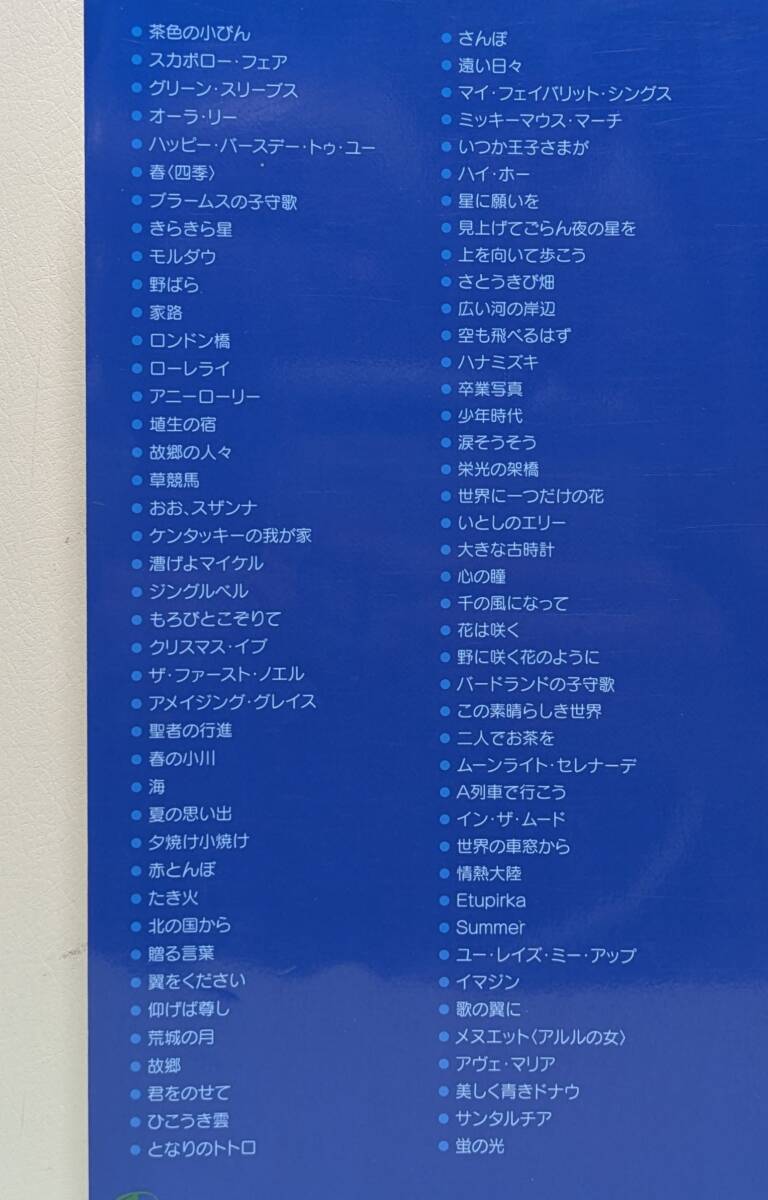 • 茶色の小びん
• スカボロー・フェア
• グリーン・スリーブス
• オーラ・リー
• ハッピー・バースデー・トゥ・ユー
• 春〈四季〉
• ブラームスの子守歌
• きらきら星
• モルダウ
• 野ばら
• 家路
• ロンドン橋
• ローレライ
• アニーローリー
• 埴生の宿
• 故郷の人々
• 草競馬
• おお、スザンナ
• ケンタッキーの我が家
• 漕げよマイケル
• ジングルベル
• もろびとこぞりて
• クリスマス・イブ
• ザ・ファースト・ノエル
• アメイジング・グレイス
• 聖者の行進
• 春の小川
• 海
• 夏の思い出
• 夕焼け小焼け
• 赤とんぼ
• たき火
• 北の国から
• 贈る言葉
• 翼をください
• 仰げば尊し
• 荒城の月
• 故郷
• 君をのせて
• ひこうき雲
• となりのトトロ
• さんぽ
• 遠い日々
• マイ・フェイバリット・シングス
• ミッキーマウス・マーチ
• いつか王子さまが
• ハイ・ホー
• 星に願いを
• 見上げてごらん夜の星を
• 上を向いて歩こう
• さとうきび畑
• 広い河の岸辺
• 空も飛べるはず
• ハナミズキ
• 卒業写真
• 少年時代
• 涙そうそう
• 栄光の架橋
• 世界に一つだけの花
• いとしのエリー
• 大きな古時計
• 心の瞳
• 千の風になって
• 花は咲く
• 野に咲く花のように
• バードランドの子守歌
• この素晴らしき世界
• 二人でお茶を
• ムーンライト・セレナーデ
• A列車で行こう
• イン・ザ・ムード
• 世界の車窓から
• 情熱大陸
• Etupirka
• Summer
• ユー・レイズ・ミー・アップ
• イマジン
• 歌の翼に
• メヌエット〈アルルの女〉
• アヴェ・マリア
• 美しく青きドナウ
• サンタルチア
• 蛍の光